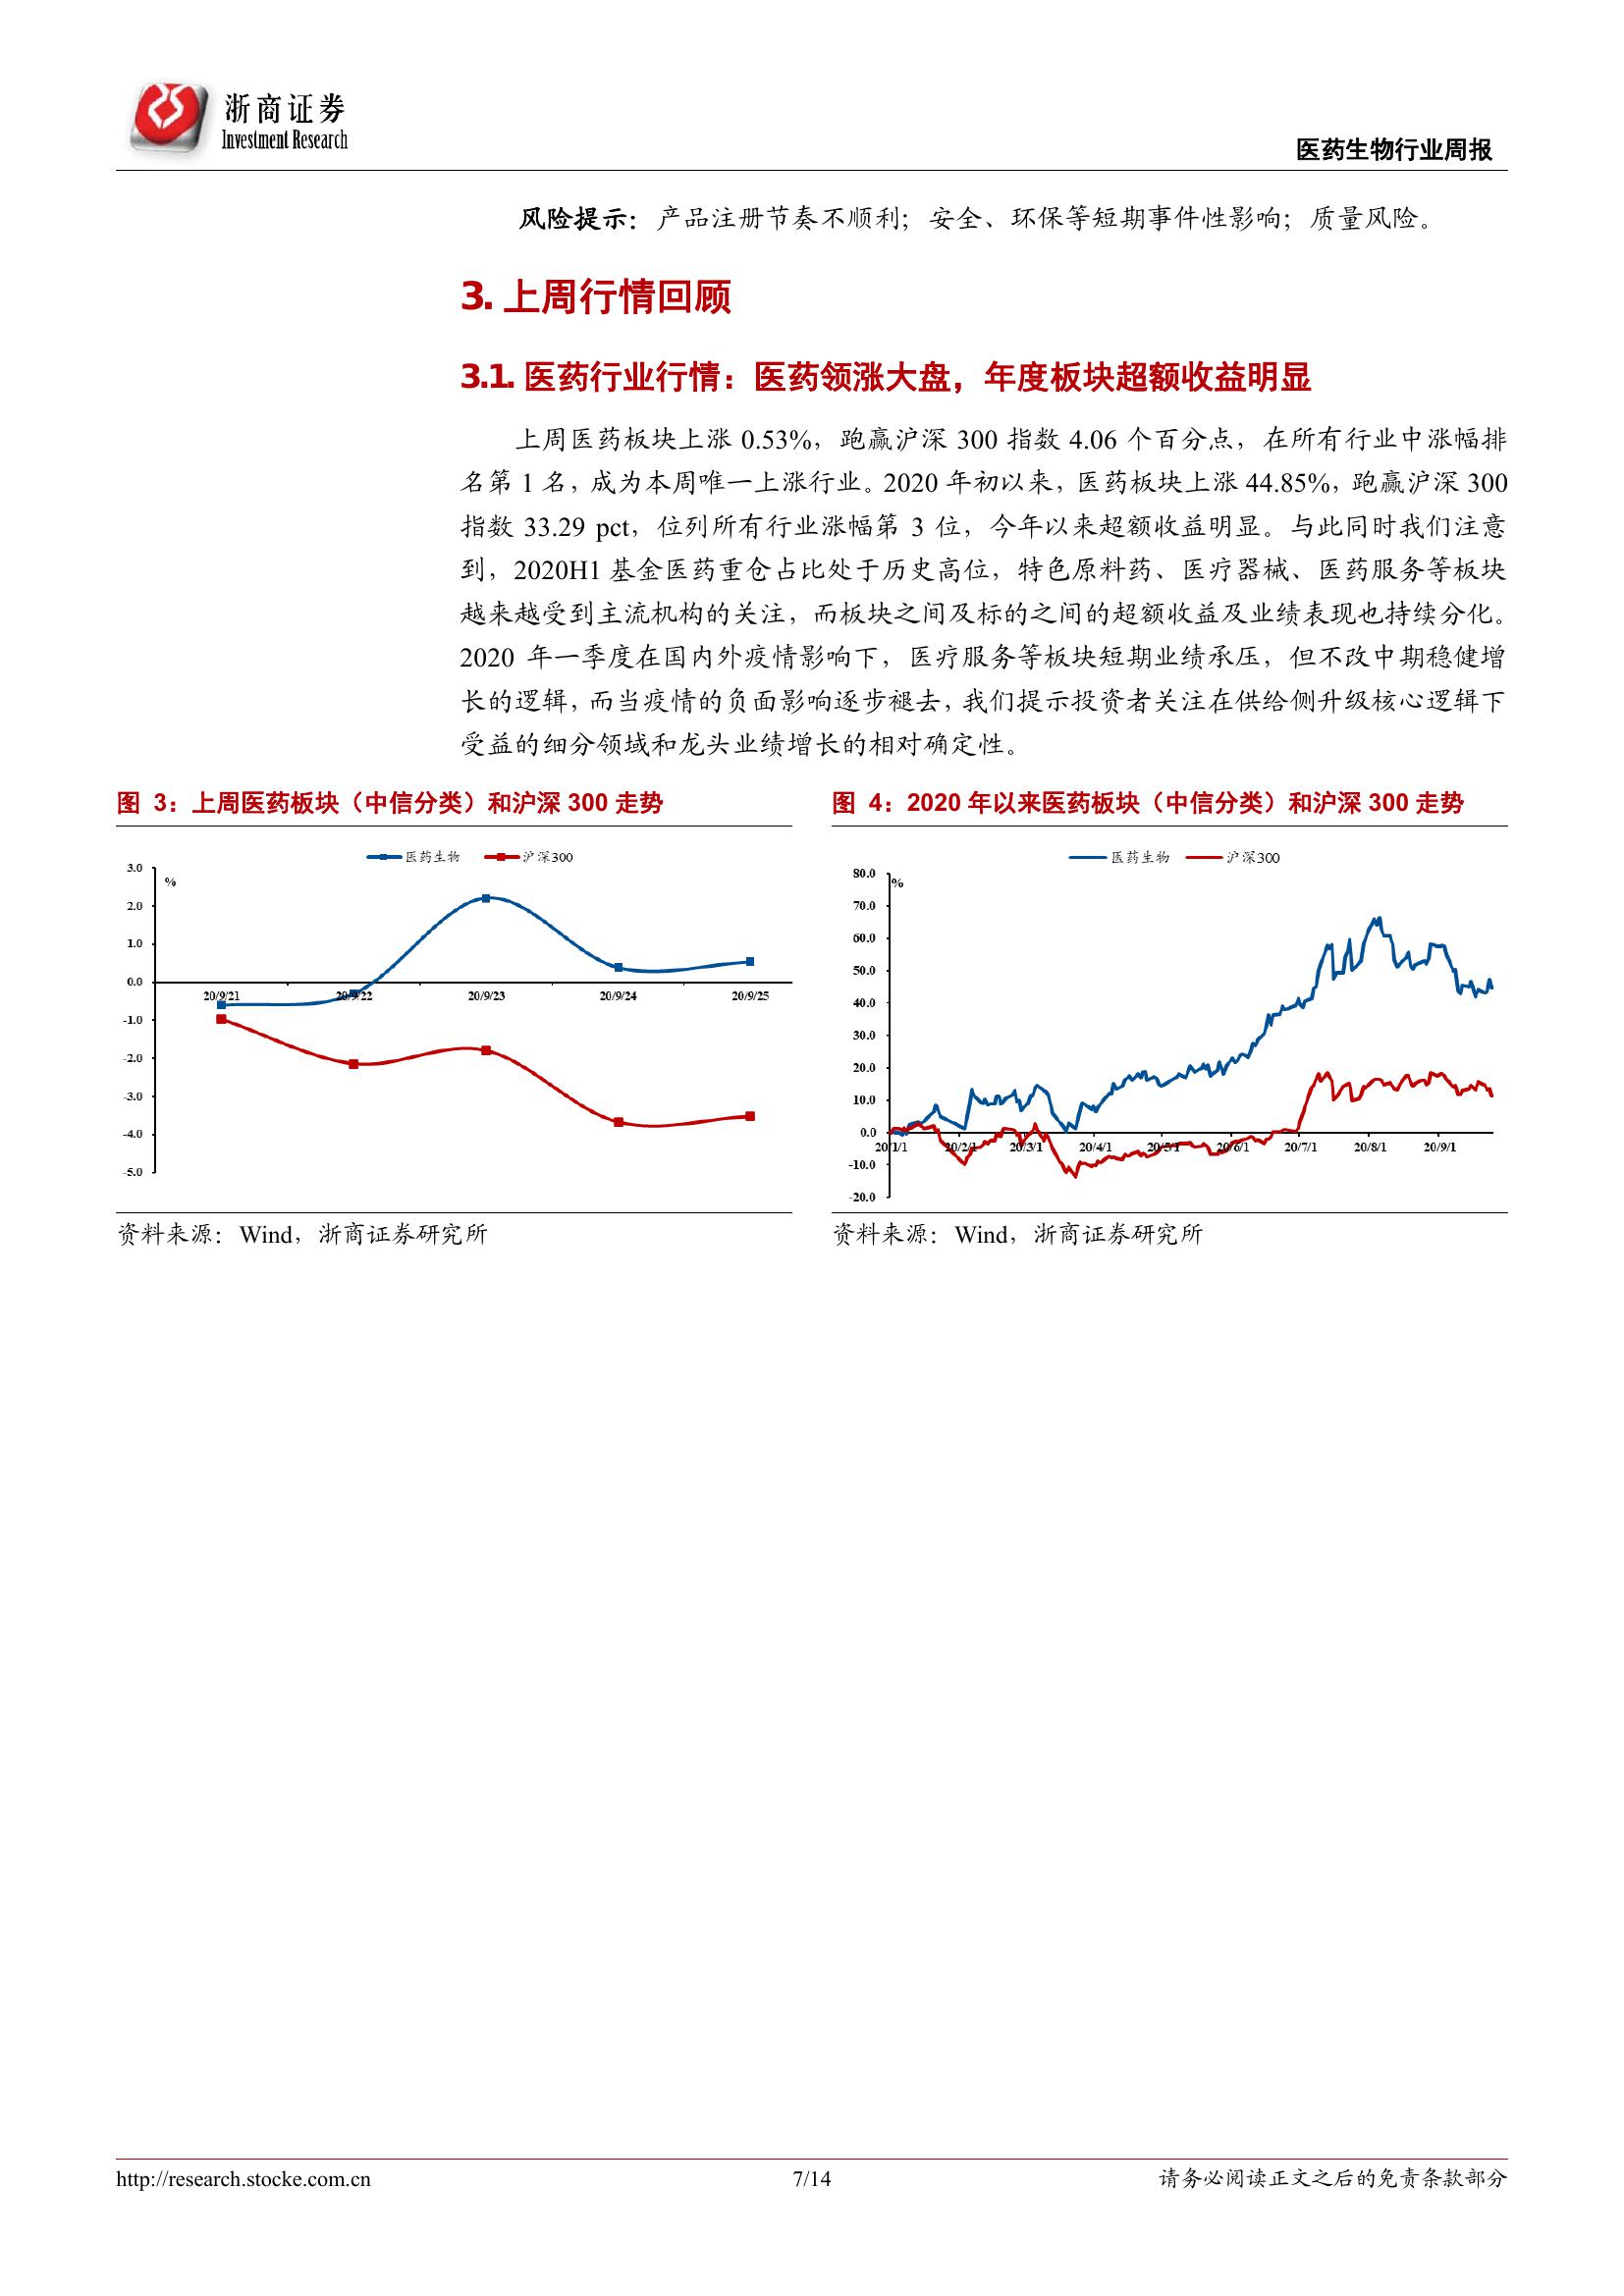 浙商证券
Investment Research
医药生物行业周报
风险提示：产品注册节奏不顺利；安全、环保等短期事件性影响；质量风险。
3. 上周行情回顾
3.1. 医药行业行情：医药领涨大盘，年度板块超额收益明显
上周医药板块上涨 0.53%，跑赢沪深 300 指数 4.06 个百分点，在所有行业中涨幅排
名第 1 名，成为本周唯一上涨行业。2020 年初以来，医药板块上涨 44.85%，跑赢沪深 300
指数 33.29 pct，位列所有行业涨幅第 3 位，今年以来超额收益明显。与此同时我们注意
到，2020H1 基金医药重仓占比处于历史高位，特色原料药、医疗器械、医药服务等板块
越来越受到主流机构的关注，而板块之间及标的之间的超额收益及业绩表现也持续分化。
2020 年一季度在国内外疫情影响下，医疗服务等板块短期业绩承压，但不改中期稳健增
长的逻辑，而当疫情的负面影响逐步褪去，我们提示投资者关注在供给侧升级核心逻辑下
受益的细分领域和龙头业绩增长的相对确定性。
图 3：上周医药板块（中信分类）和沪深 300 走势
医药生物 沪深300
%
3.0
2.0
1.0
0.0
-1.0
-2.0
-3.0
-4.0
-5.0
20/9/21 20/9/22 20/9/23 20/9/24 20/9/25
资料来源：Wind，浙商证券研究所
图 4：2020 年以来医药板块（中信分类）和沪深 300 走势
医药生物 沪深300
%
80.0
70.0
60.0
50.0
40.0
30.0
20.0
10.0
0.0
-10.0
-20.0
20/1/1 20/2/1 20/3/1 20/4/1 20/5/1 20/6/1 20/7/1 20/8/1 20/9/1
资料来源：Wind，浙商证券研究所
http://research.stocke.com.cn 7/14 请务必阅读正文之后的免责条款部分